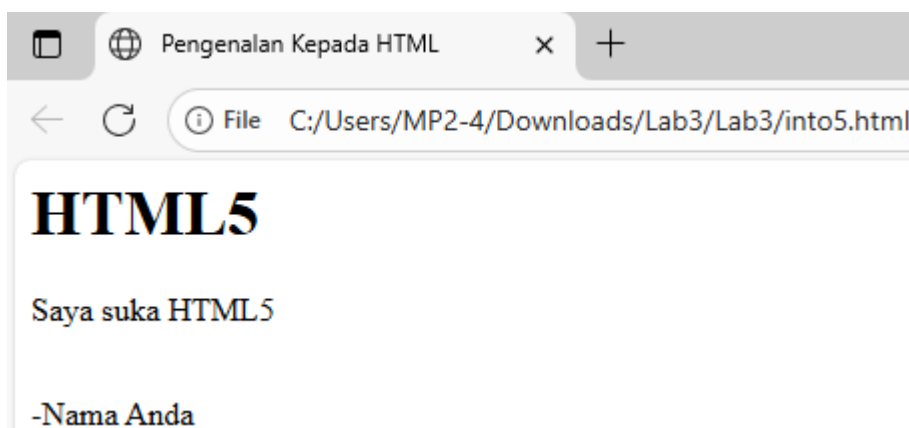 Pengenalan Kepada HTML
File C:/Users/MP2-4/Downloads/Lab3/Lab3/into5.html
HTML5
Saya suka HTML5
-Nama Anda